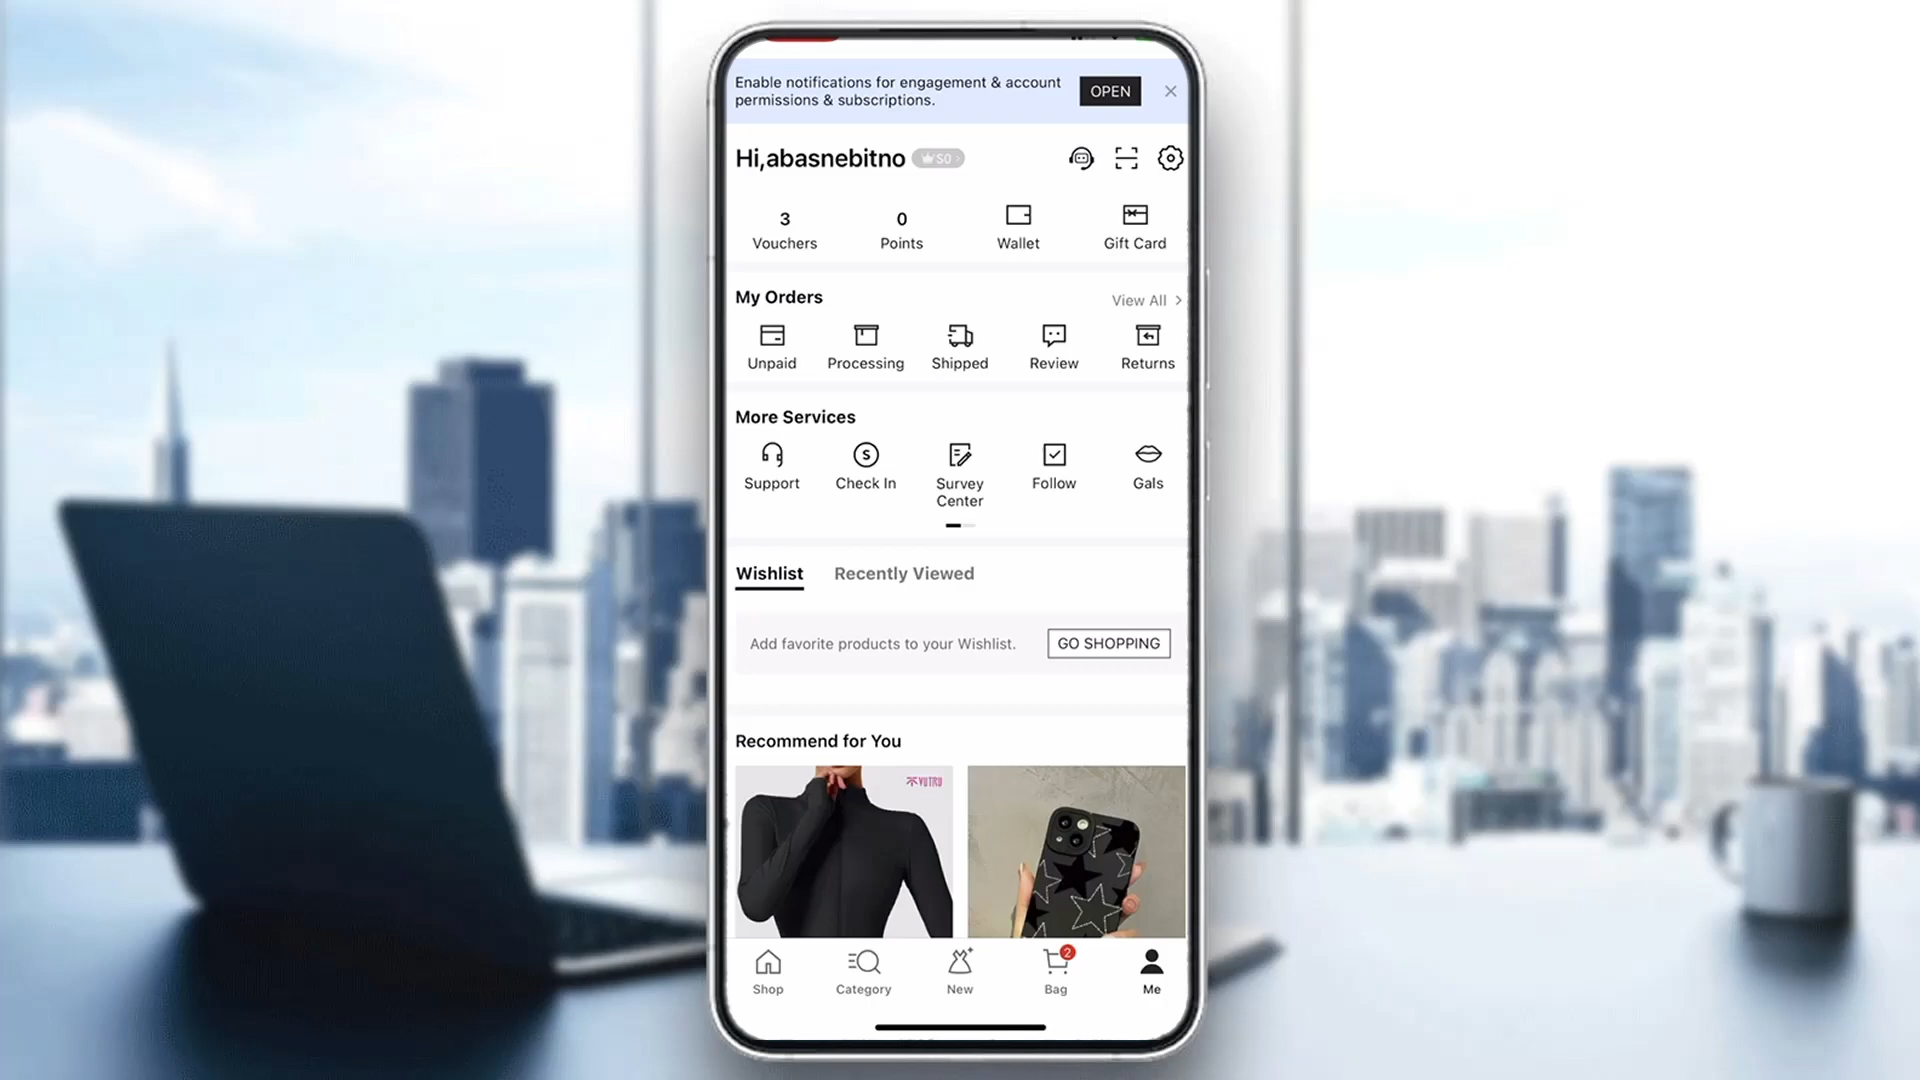 Enable notifications for engagement & account
permissions & subscriptions.
OPEN
Hi,abasnebitno
S0
3
Vouchers
0
Points
Wallet
Gift Card
My Orders
View All
Unpaid
Processing
Shipped
Review
Returns
More Services
Support
S
Check In
Survey
Center
Follow
Gals
Wishlist
Recently Viewed
Add favorite products to your Wishlist.
GO SHOPPING
Recommend for You
VUTRU
Shop
Category
New
2
Bag
Me